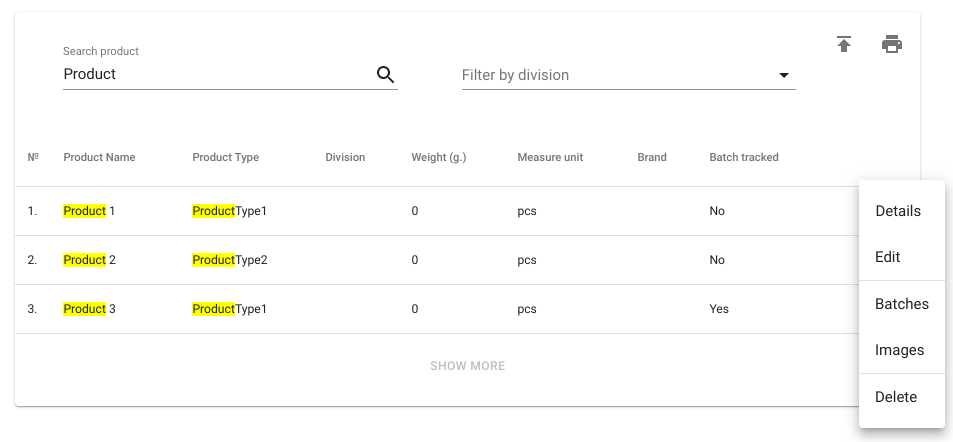 Search product
Product
Filter by division
№ Product Name Product Type Division Weight (g.) Measure unit Brand Batch tracked
1. Product 1 ProductType1 0 pcs No
2. Product 2 ProductType2 0 pcs No
3. Product 3 ProductType1 0 pcs Yes
SHOW MORE
Details
Edit
Batches
Images
Delete